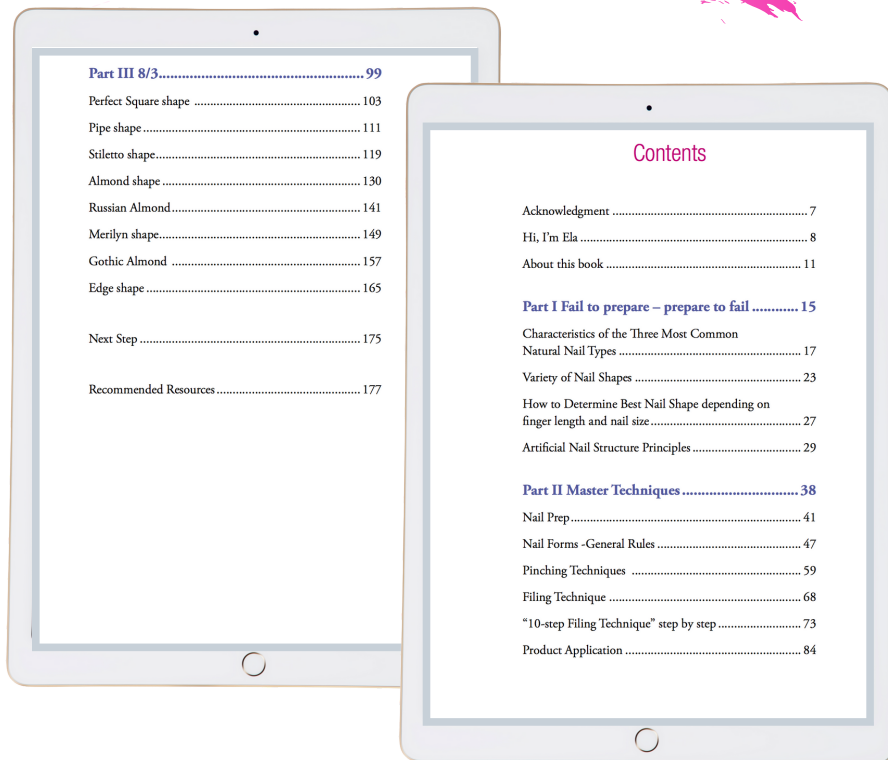 Part III 8/3..................................................... 99
Perfect Square shape ..................................................... 103
Pipe shape..................................................... 111
Stiletto shape..................................................... 119
Almond shape ..................................................... 130
Russian Almond..................................................... 141
Merilyn shape..................................................... 149
Gothic Almond ..................................................... 157
Edge shape ..................................................... 165
Next Step ..................................................... 175
Recommended Resources ..................................................... 177
Contents
Acknowledgment ..................................................... 7
Hi, I'm Ela ..................................................... 8
About this book ..................................................... 11
Part I Fail to prepare – prepare to fail ............ 15
Characteristics of the Three Most Common
Natural Nail Types ..................................................... 17
Variety of Nail Shapes ..................................................... 23
How to Determine Best Nail Shape depending on
finger length and nail size..................................................... 27
Artificial Nail Structure Principles ..................................................... 29
Part II Master Techniques .............................. 38
Nail Prep..................................................... 41
Nail Forms -General Rules ..................................................... 47
Pinching Techniques ..................................................... 59
Filing Technique ..................................................... 68
“10-step Filing Technique” step by step ........................ 73
Product Application ..................................................... 84